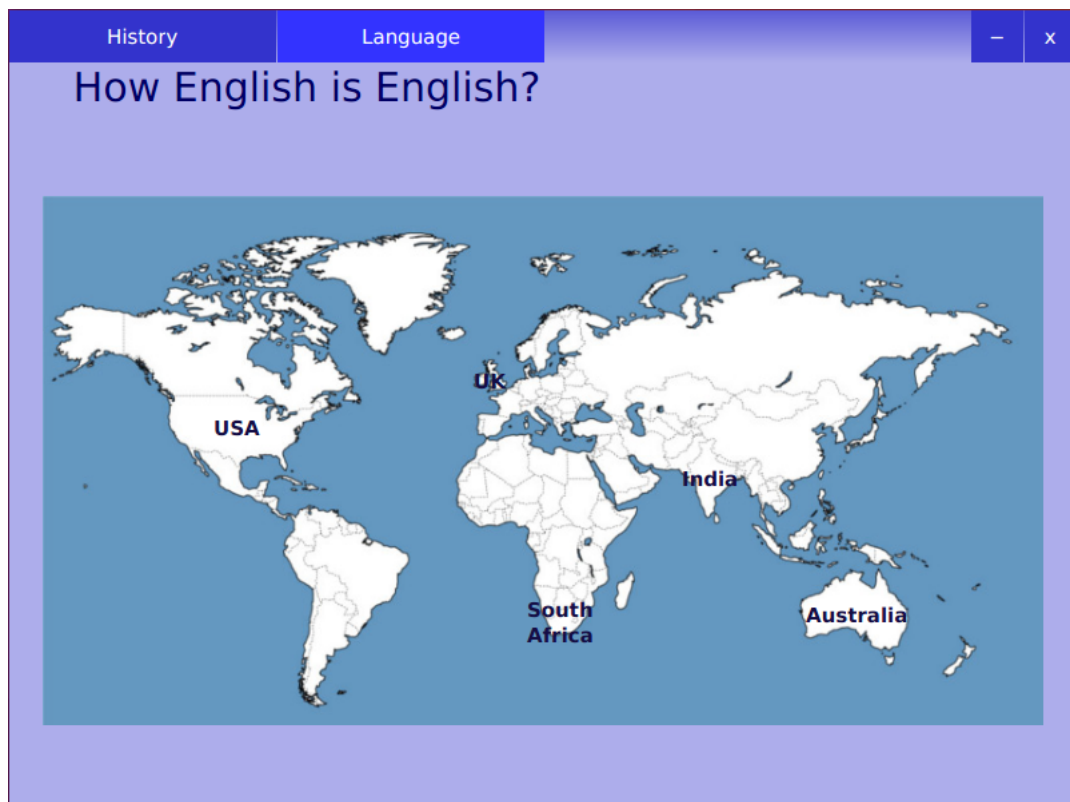 History
Language
– x
How English is English?
UK
USA
India
South
Africa
Australia